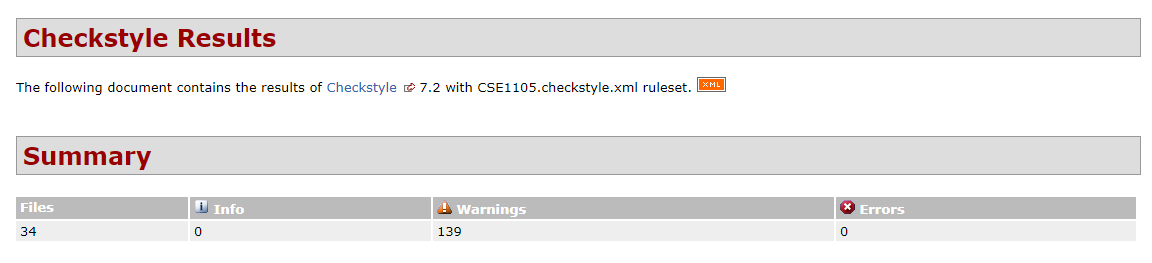 Checkstyle Results
The following document contains the results of Checkstyle 7.2 with CSE1105.checkstyle.xml ruleset. XML
Summary
Files Info Warnings Errors
34 0 139 0